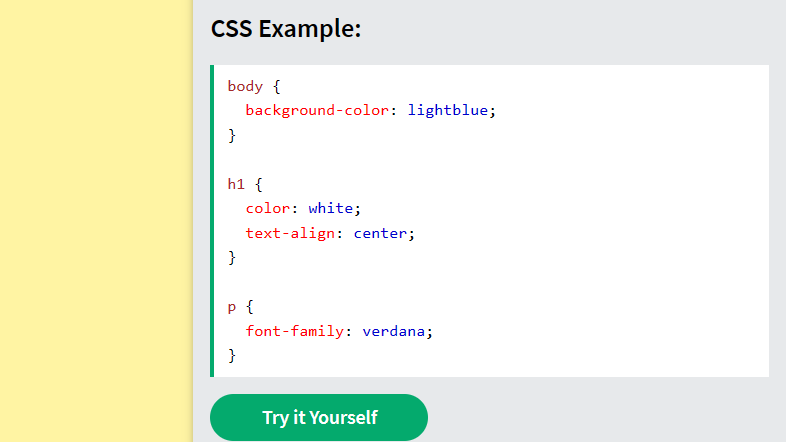 CSS Example:
body {
  background-color: lightblue;
}
h1 {
  color: white;
  text-align: center;
}
p {
  font-family: verdana;
}
Try it Yourself